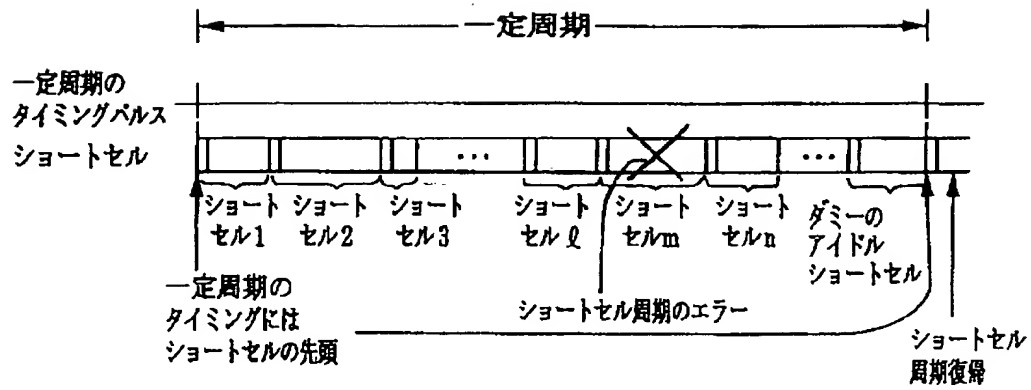 一定周期
一定周期の
タイミングパルス
ショートセル
…
…
ショート
セル1
ショート
セル2
ショート
セル3
ショート
セルℓ
ショート
セルm
ショート
セルn
ダミーの
アイドル
ショートセル
一定周期の
タイミングには
ショートセルの先頭
ショートセル周期のエラー
ショートセル
周期復帰